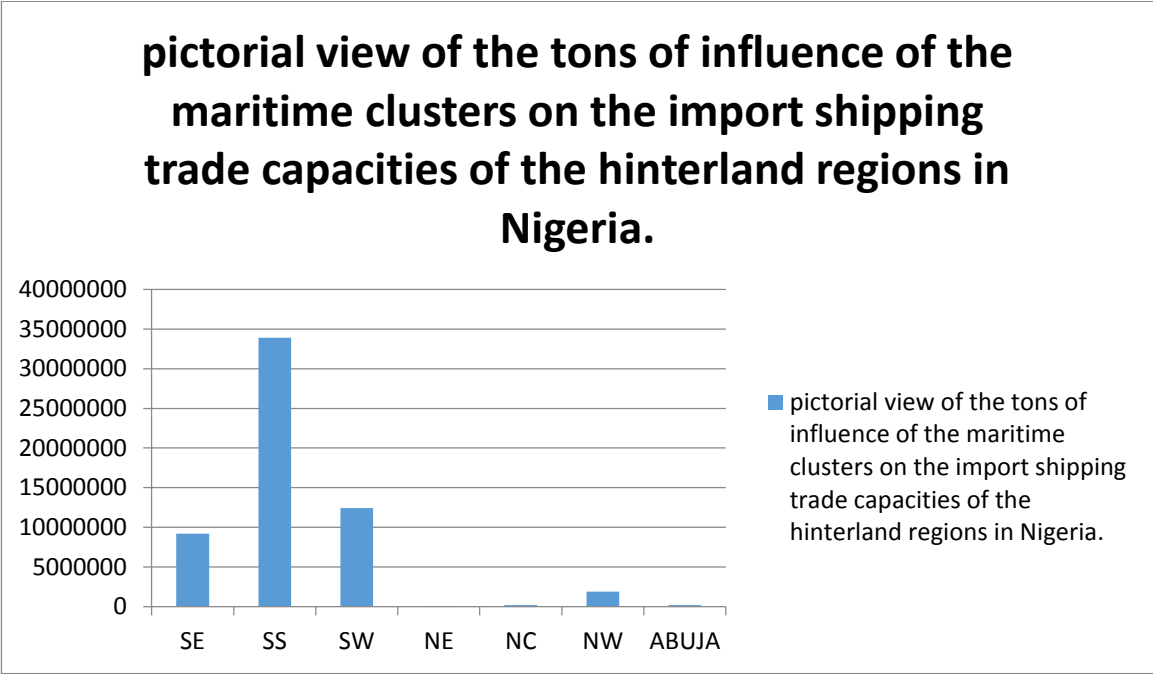 pictorial view of the tons of influence of the
maritime clusters on the import shipping
trade capacities of the hinterland regions in
Nigeria.
40000000
35000000
30000000
25000000
20000000
15000000
10000000
5000000
0
SE SS SW NE NC NW ABUJA
pictorial view of the tons of
influence of the maritime
clusters on the import shipping
trade capacities of the
hinterland regions in Nigeria.